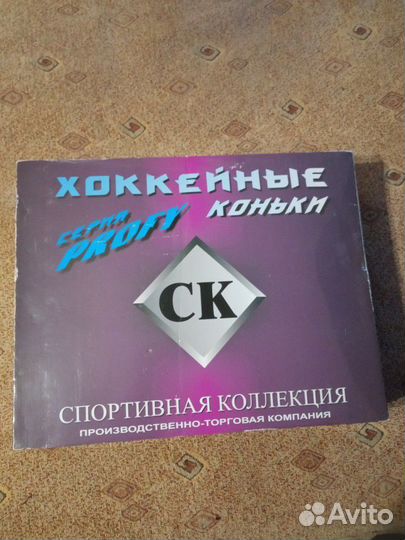 ХОККЕЙНЫЕ
КОНЬКИ
СЕРИЯ
PROFY
СК
СПОРТИВНАЯ КОЛЛЕКЦИЯ
ПРОИЗВОДСТВЕННО-ТОРГОВАЯ КОМПАНИЯ
Avito